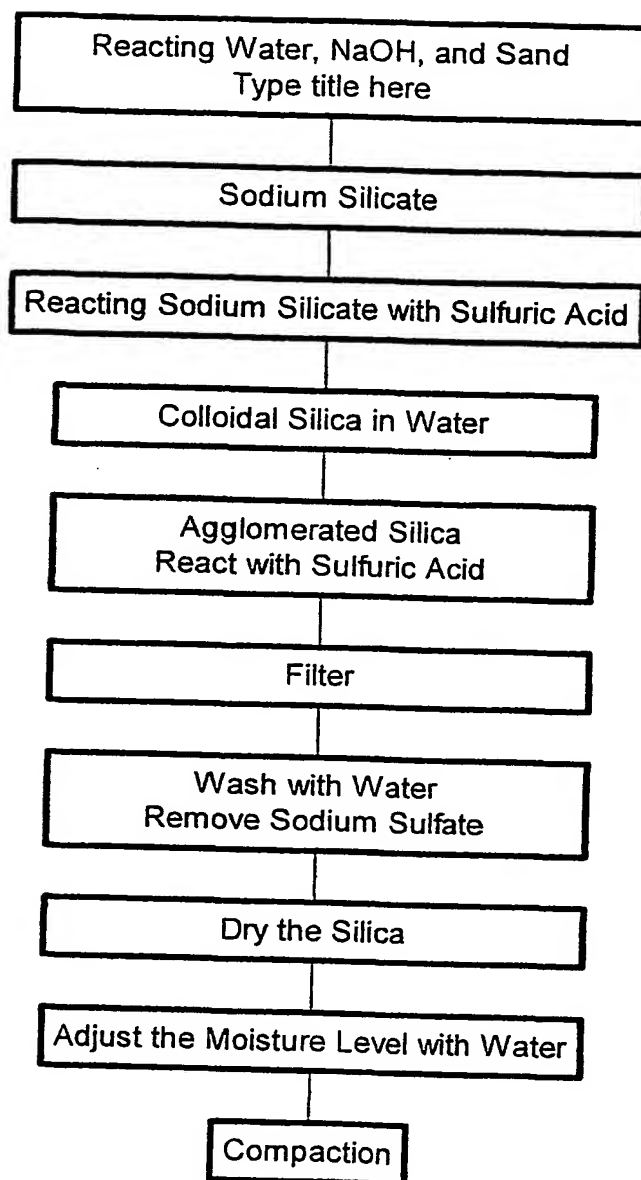 Reacting Water, NaOH, and Sand
Type title here
Sodium Silicate
Reacting Sodium Silicate with Sulfuric Acid
Colloidal Silica in Water
Agglomerated Silica
React with Sulfuric Acid
Filter
Wash with Water
Remove Sodium Sulfate
Dry the Silica
Adjust the Moisture Level with Water
Compaction